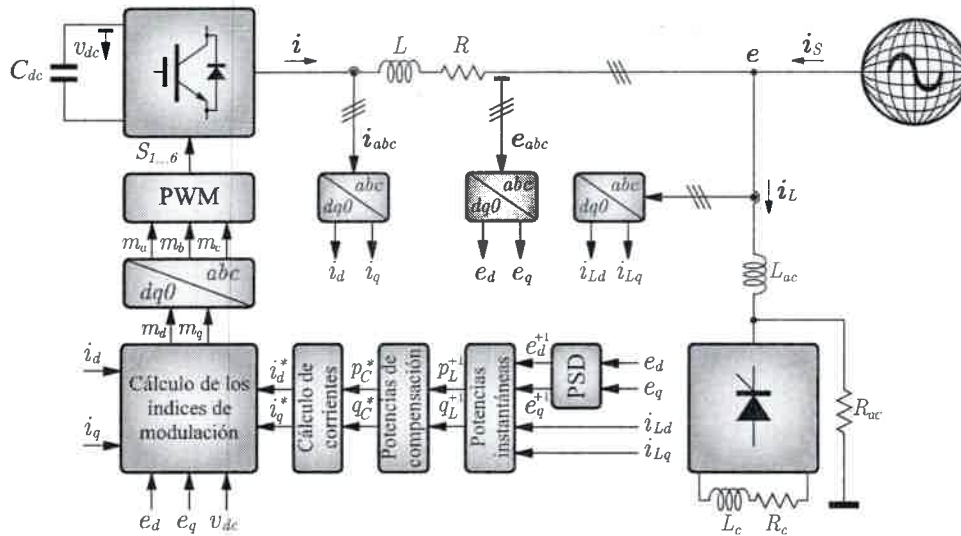 C_dc
v_dc
i
L
R
e
i_S
S_1...6
i_abc
e_abc
PWM
abc
dq0
abc
dq0
abc
dq0
i_L
m_a
m_b
m_c
i_d
i_q
e_d
e_q
i_Ld
i_Lq
L_ac
abc
dq0
m_d
m_q
i_d
i_q
Cálculo de los
índices de
modulación
i_d^*
i_q^*
Cálculo de
corrientes
p_C^*
q_C^*
Potencias de
compensación
p_L^+1
q_L^+1
Potencias
instantáneas
e_d^+1
e_q^+1
PSD
e_d
e_q
i_Ld
i_Lq
R_ac
L_c
R_c
e_d
e_q
v_dc